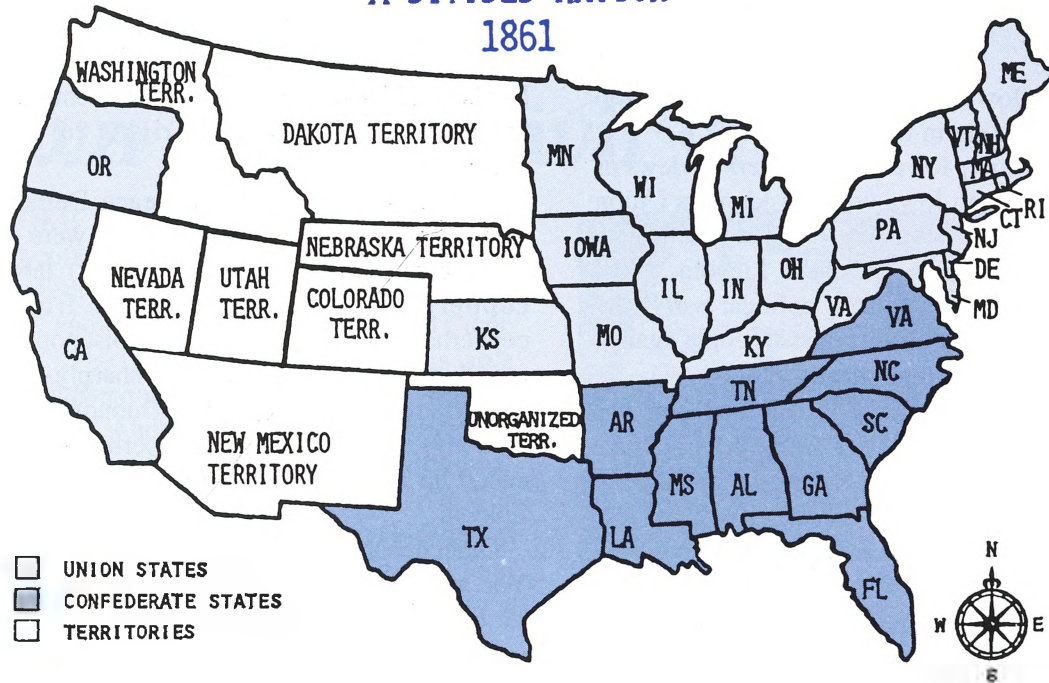 1861
WASHINGTON
TERR.
ME
DAKOTA TERRITORY
VT
NH
OR
MN
NY
MA
WI
MI
RI
CT
PA
NEBRASKA TERRITORY
IOWA
NJ
OH
DE
NEVADA
TERR.
UTAH
TERR.
IL
IN
COLORADO
TERR.
VA
MD
KS
MO
KY
VA
CA
NC
TN
UNORGANIZED
TERR.
AR
SC
NEW MEXICO
TERRITORY
MS
AL
GA
TX
LA
UNION STATES
CONFEDERATE STATES
TERRITORIES
FL
N
W
E
S